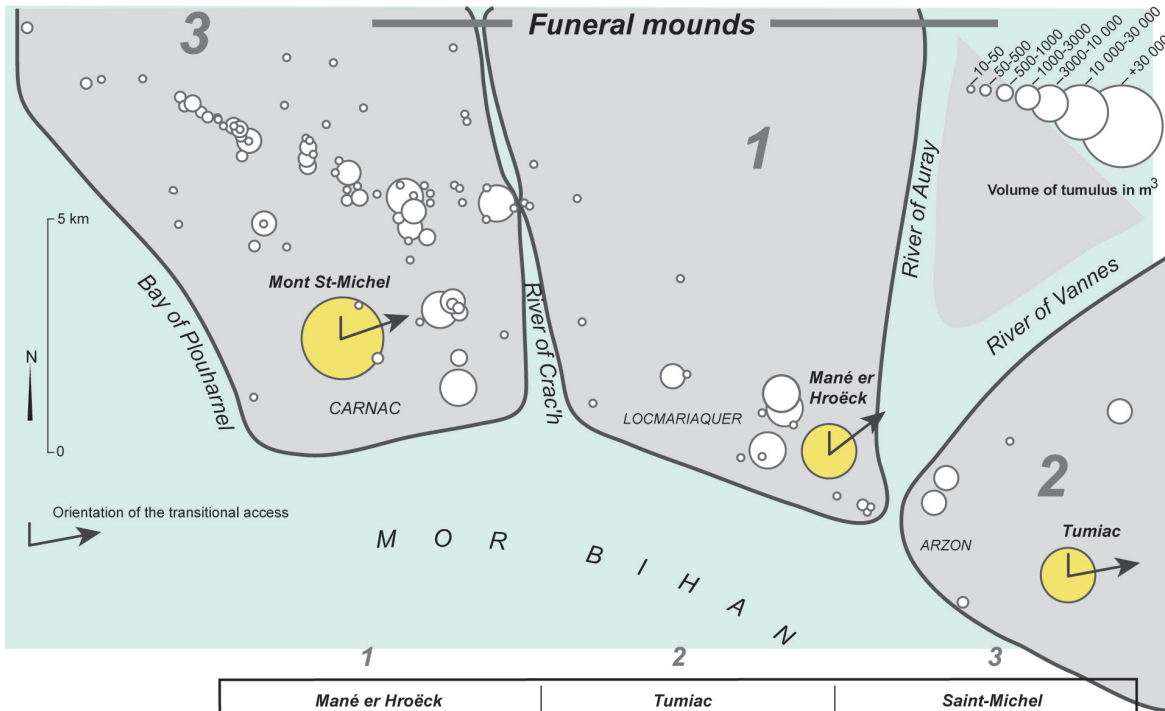 Funeral mounds
3
1
2
10-50
50-500
500-1000
1000-3000
3000-10 000
10 000-30 000
+30 000
Volume of tumulus in m³
River of Auray
River of Vannes
River of Crac'h
Bay of Plouharnel
5 km
N
0
Mont St-Michel
CARNAC
Mané er
Hroëck
LOCMARIAQUER
Tumiac
ARZON
Orientation of the transitional access
MOR BIHAN
1 2 3
Mané er Hroëck Tumiac Saint-Michel